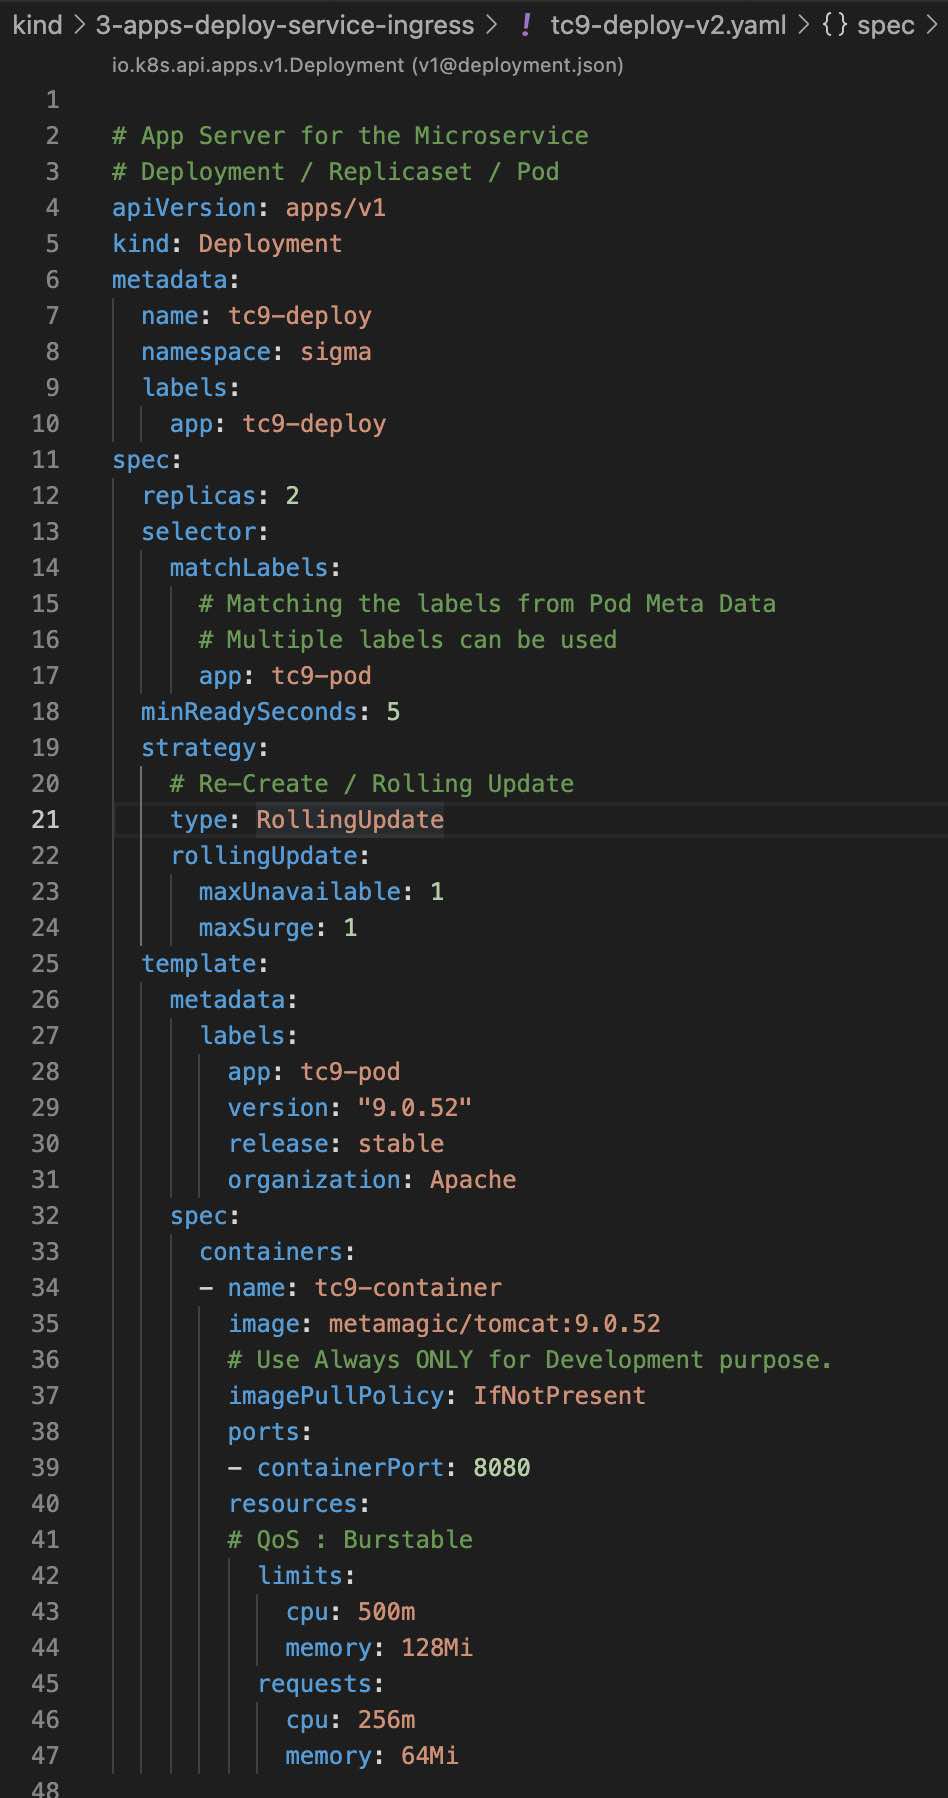 kind > 3-apps-deploy-service-ingress > ! tc9-deploy-v2.yaml > {} spec >
io.k8s.api.apps.v1.Deployment (v1@deployment.json)
1
2 # App Server for the Microservice
3 # Deployment / Replicaset / Pod
4 apiVersion: apps/v1
5 kind: Deployment
6 metadata:
7   name: tc9-deploy
8   namespace: sigma
9   labels:
10     app: tc9-deploy
11 spec:
12   replicas: 2
13   selector:
14     matchLabels:
15       # Matching the labels from Pod Meta Data
16       # Multiple labels can be used
17       app: tc9-pod
18   minReadySeconds: 5
19   strategy:
20     # Re-Create / Rolling Update
21     type: RollingUpdate
22     rollingUpdate:
23       maxUnavailable: 1
24       maxSurge: 1
25   template:
26     metadata:
27       labels:
28         app: tc9-pod
29         version: "9.0.52"
30         release: stable
31         organization: Apache
32     spec:
33       containers:
34       - name: tc9-container
35         image: metamagic/tomcat:9.0.52
36         # Use Always ONLY for Development purpose.
37         imagePullPolicy: IfNotPresent
38         ports:
39         - containerPort: 8080
40         resources:
41         # QoS : Burstable
42           limits:
43             cpu: 500m
44             memory: 128Mi
45           requests:
46             cpu: 256m
47             memory: 64Mi
48